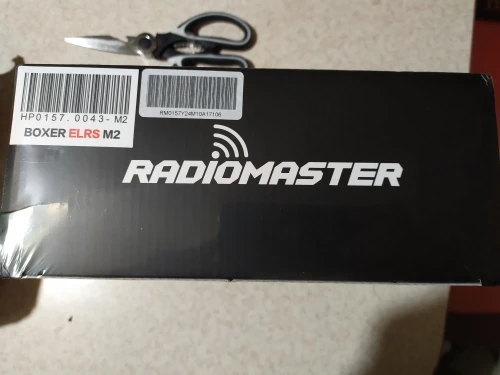 HP0157.0043-M2
BOXER ELRS M2
RM0157Y24M10A17106
RADIOMASTER